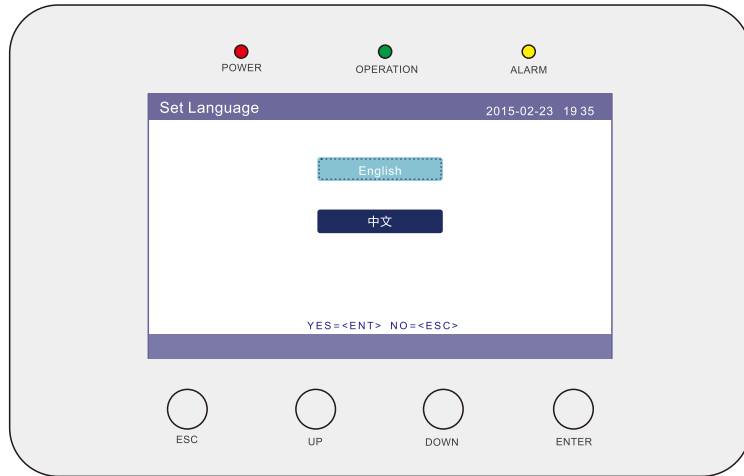 POWER OPERATION ALARM
Set Language 2015-02-23 19 35
English
中文
YES=<ENT> NO=<ESC>
ESC UP DOWN ENTER